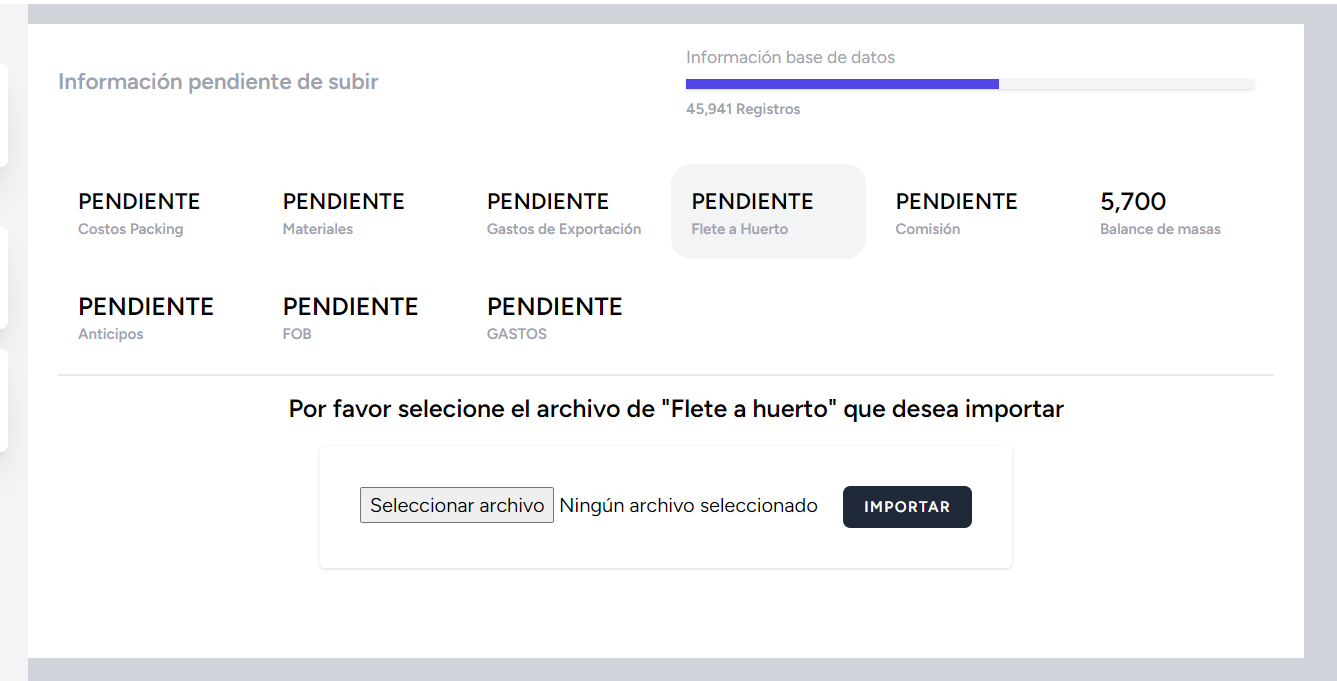 Información pendiente de subir
Información base de datos
45,941 Registros
PENDIENTE
Costos Packing
PENDIENTE
Materiales
PENDIENTE
Gastos de Exportación
PENDIENTE
Flete a Huerto
PENDIENTE
Comisión
5,700
Balance de masas
PENDIENTE
Anticipos
PENDIENTE
FOB
PENDIENTE
GASTOS
Por favor selecione el archivo de "Flete a huerto" que desea importar
Seleccionar archivo Ningún archivo seleccionado IMPORTAR